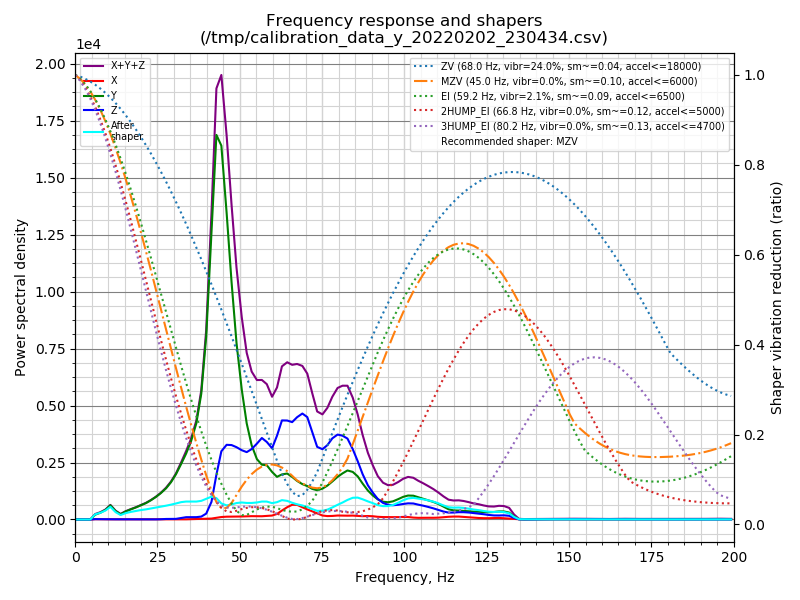 Frequency response and shapers
(/tmp/calibration_data_y_20220202_230434.csv)
1e4
X+Y+Z
X
Y
Z
After
shaper
ZV (68.0 Hz, vibr=24.0%, sm~=0.04, accel<=18000)
MZV (45.0 Hz, vibr=0.0%, sm~=0.10, accel<=6000)
EI (59.2 Hz, vibr=2.1%, sm~=0.09, accel<=6500)
2HUMP_EI (66.8 Hz, vibr=0.0%, sm~=0.12, accel<=5000)
3HUMP_EI (80.2 Hz, vibr=0.0%, sm~=0.13, accel<=4700)
Recommended shaper: MZV
Power spectral density
2.00
1.75
1.50
1.25
1.00
0.75
0.50
0.25
0.00
1.0
0.8
0.6
0.4
0.2
0.0
Shaper vibration reduction (ratio)
0 25 50 75 100 125 150 175 200
Frequency, Hz